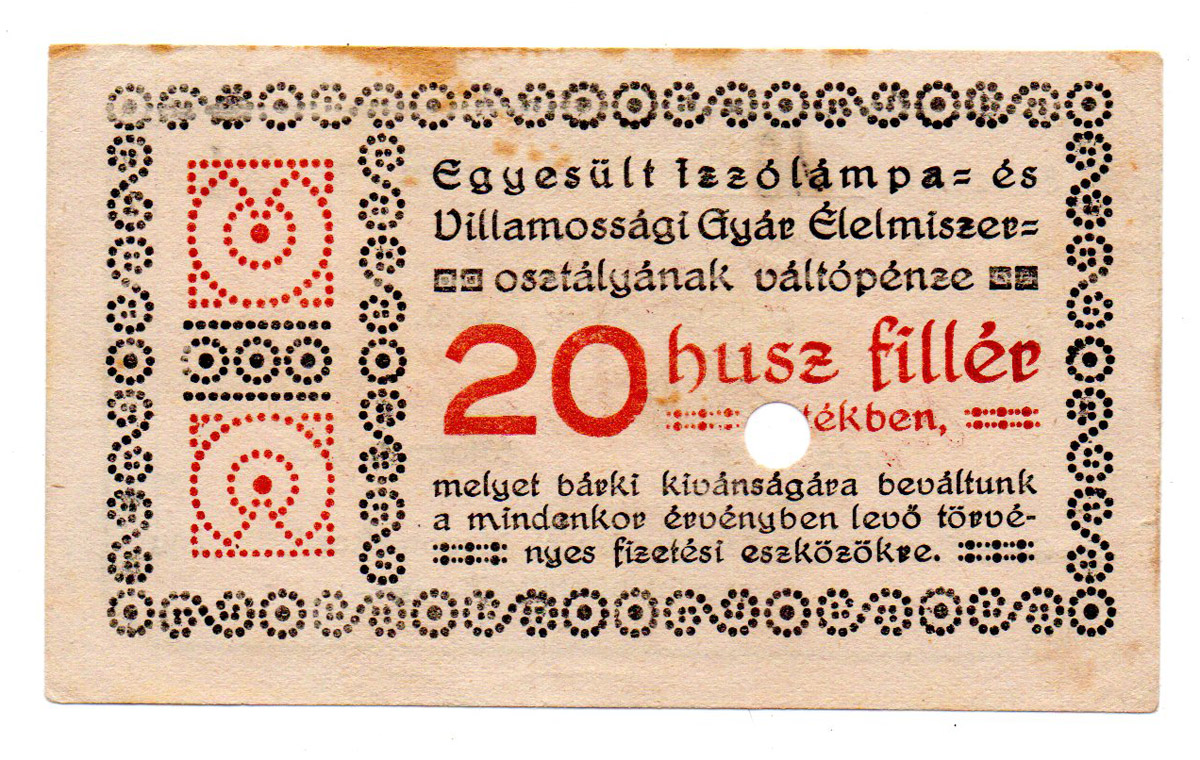 Egyesült Izzólámpa= és
Villamossági Gyár Élelmiszer=
osztályának váltópénze
20 husz fillér
tékben,
melyet bárki kivánságára beváltunk
a mindenkor érvényben levő törvé-
nyes fizetési eszközökre.